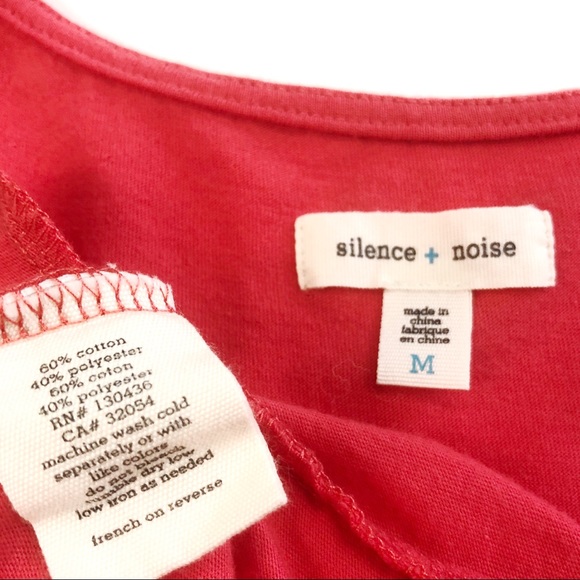 silence + noise
made in
china
fabrique
en chine
M
60% cotton
40% polyester
60% coton
40% polyester
RN# 130436
CA# 32054
machine wash cold
separately or with
like colors
do not bleach
tumble dry low
low iron as needed
french on reverse